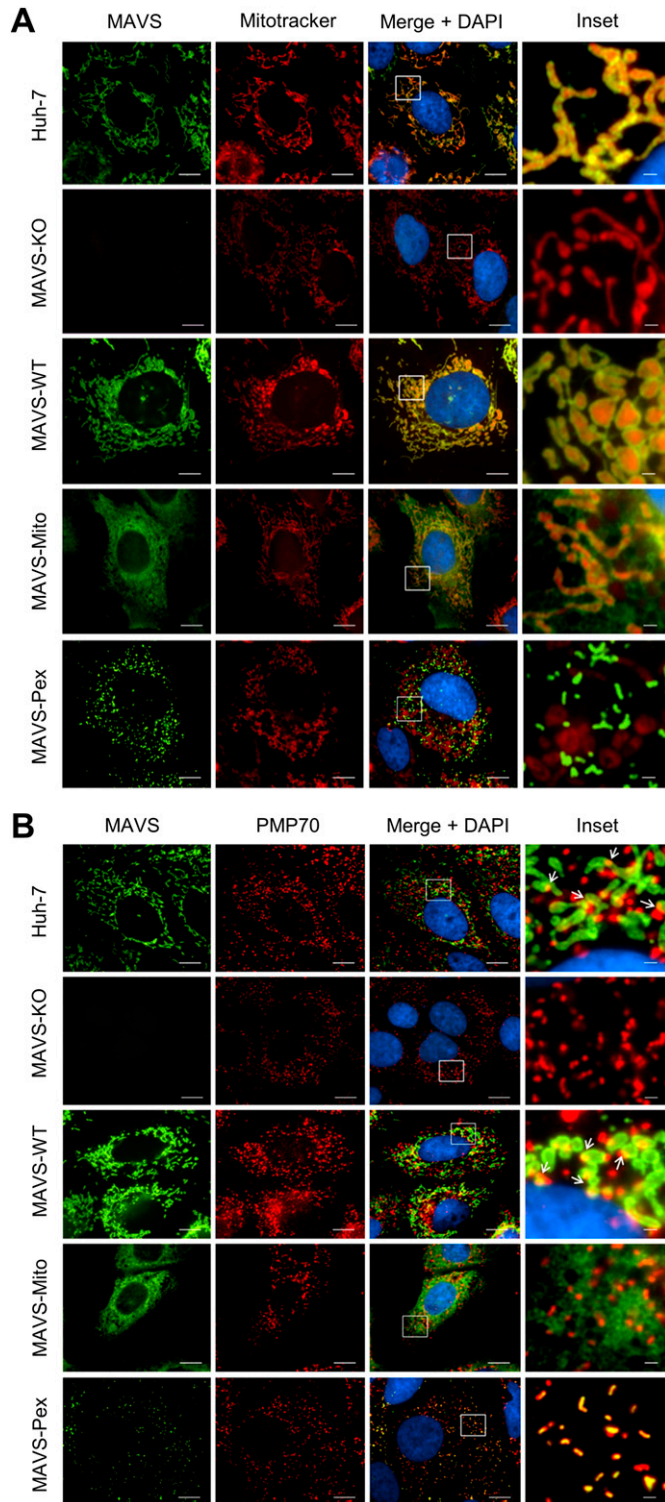 A
MAVS Mitotracker Merge + DAPI Inset
Huh-7
MAVS-KO
MAVS-WT
MAVS-Mito
MAVS-Pex
B
MAVS PMP70 Merge + DAPI Inset
Huh-7
MAVS-KO
MAVS-WT
MAVS-Mito
MAVS-Pex